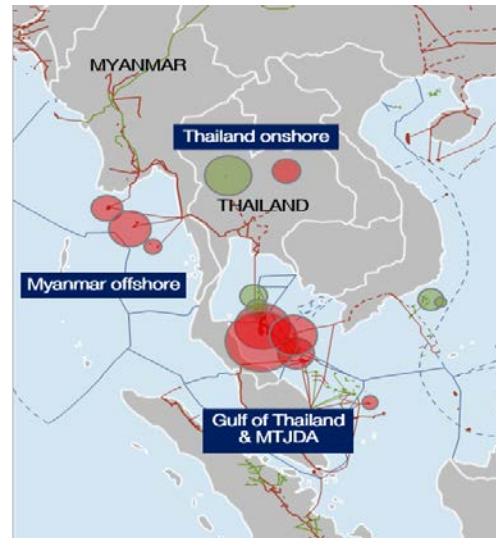 MYANMAR
Thailand onshore
THAILAND
Myanmar offshore
Gulf of Thailand
& MTJDA